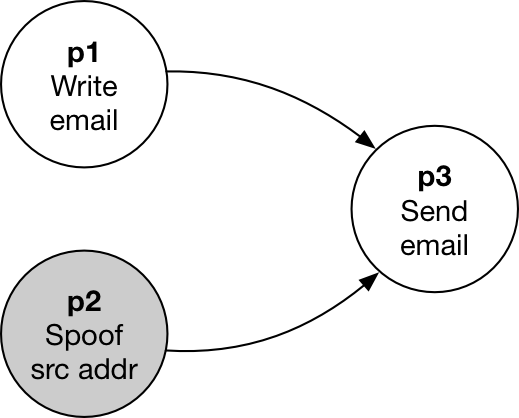 p1
Write
email
p3
Send
email
p2
Spoof
src addr